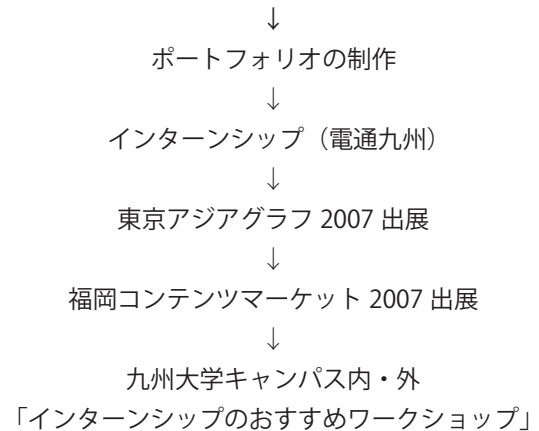 ↓
ポートフォリオの制作
↓
インターンシップ（電通九州）
↓
東京アジアグラフ 2007 出展
↓
福岡コンテンツマーケット 2007 出展
↓
九州大学キャンパス内・外
「インターンシップのおすすめワークショップ」